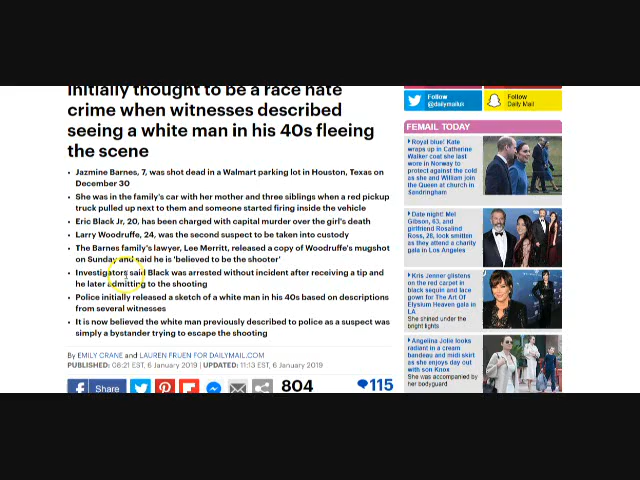 initially thought to be a race hate
crime when witnesses described
seeing a white man in his 40s fleeing
the scene
Jazmine Barnes, 7, was shot dead in a Walmart parking lot in Houston, Texas on
December 30
She was in the family's car with her mother and three siblings when a red pickup
truck pulled up next to them and someone started firing inside the vehicle
Eric Black Jr, 20, has been charged with capital murder over the girl's death
Larry Woodruffe, 24, was the second suspect to be taken into custody
The Barnes family's lawyer, Lee Merritt, released a copy of Woodruffe's mugshot
on Sunday and said he is 'believed to be the shooter'
Investigators said Black was arrested without incident after receiving a tip and
he later admitting to the shooting
Police initially released a sketch of a white man in his 40s based on descriptions
from several witnesses
It is now believed the white man previously described to police as a suspect was
simply a bystander trying to escape the shooting
By EMILY CRANE and LAUREN FRUEN FOR DAILYMAIL.COM
PUBLISHED: 06:21 EST, 6 January 2019 | UPDATED: 11:13 EST, 6 January 2019
Share
804
115
Follow
@dailymailuk
Follow
Daily Mail
FEMAIL TODAY
Royal blue! Kate
wraps up in Catherine
Walker coat she last
wore in Norway to
protect against the cold
as she and William join
the Queen at church in
Sandringham
Date night! Mel
Gibson, 63, and
girlfriend Rosalind
Ross, 28, look smitten
as they attend a charity
gala in Los Angeles
Kris Jenner glistens
on the red carpet in
black sequin and lace
gown for The Art Of
Elysium Heaven gala in
LA
She shined under the
bright lights
Angelina Jolie looks
radiant in a cream
bandeau and midi skirt
as she enjoys day out
with son Knox
She was accompanied by
her bodyguard